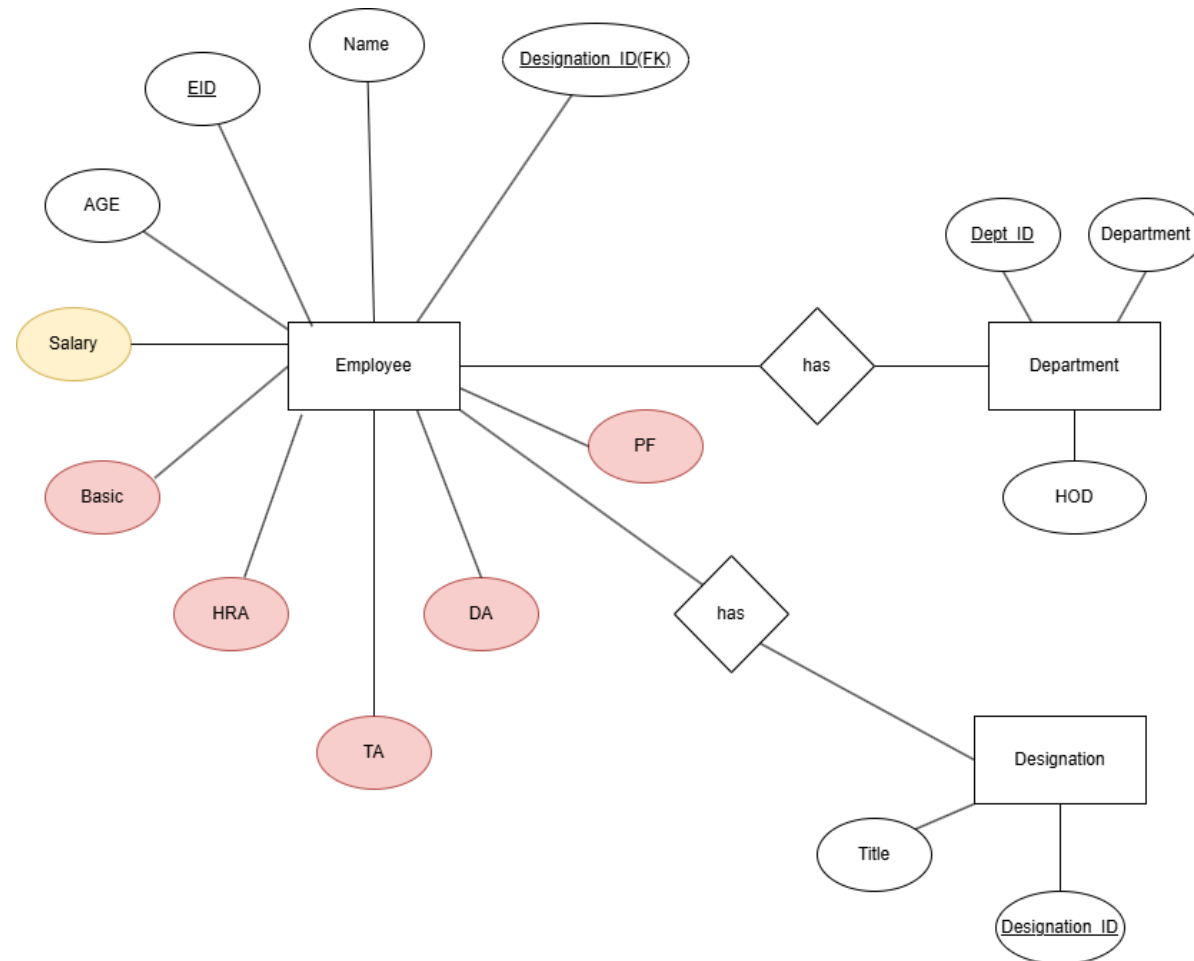 Name
Designation_ID(FK)
EID
AGE
Dept_ID
Department
Salary
Employee
has
Department
PF
Basic
HOD
HRA
DA
has
TA
Designation
Title
Designation_ID